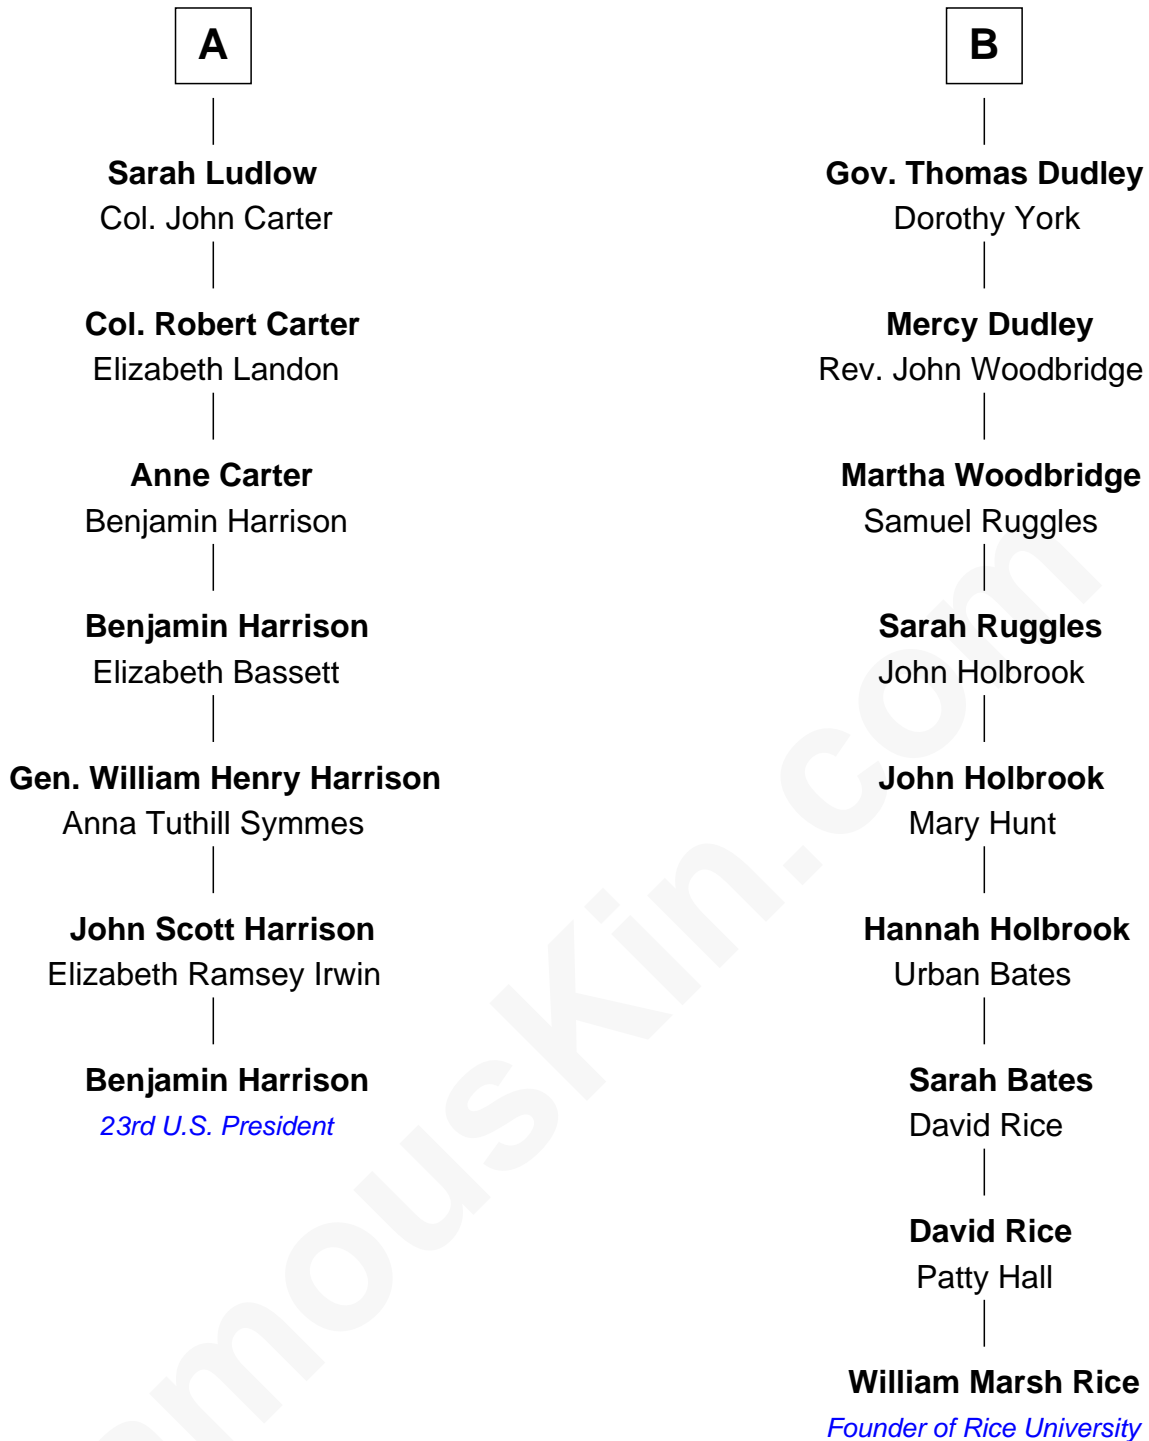 A
Sarah Ludlow
Col. John Carter
Col. Robert Carter
Elizabeth Landon
Anne Carter
Benjamin Harrison
Benjamin Harrison
Elizabeth Bassett
Gen. William Henry Harrison
Anna Tuthill Symmes
John Scott Harrison
Elizabeth Ramsey Irwin
Benjamin Harrison
23rd U.S. President
B
Gov. Thomas Dudley
Dorothy York
Mercy Dudley
Rev. John Woodbridge
Martha Woodbridge
Samuel Ruggles
Sarah Ruggles
John Holbrook
John Holbrook
Mary Hunt
Hannah Holbrook
Urban Bates
Sarah Bates
David Rice
David Rice
Patty Hall
William Marsh Rice
Founder of Rice University
amouskin.com